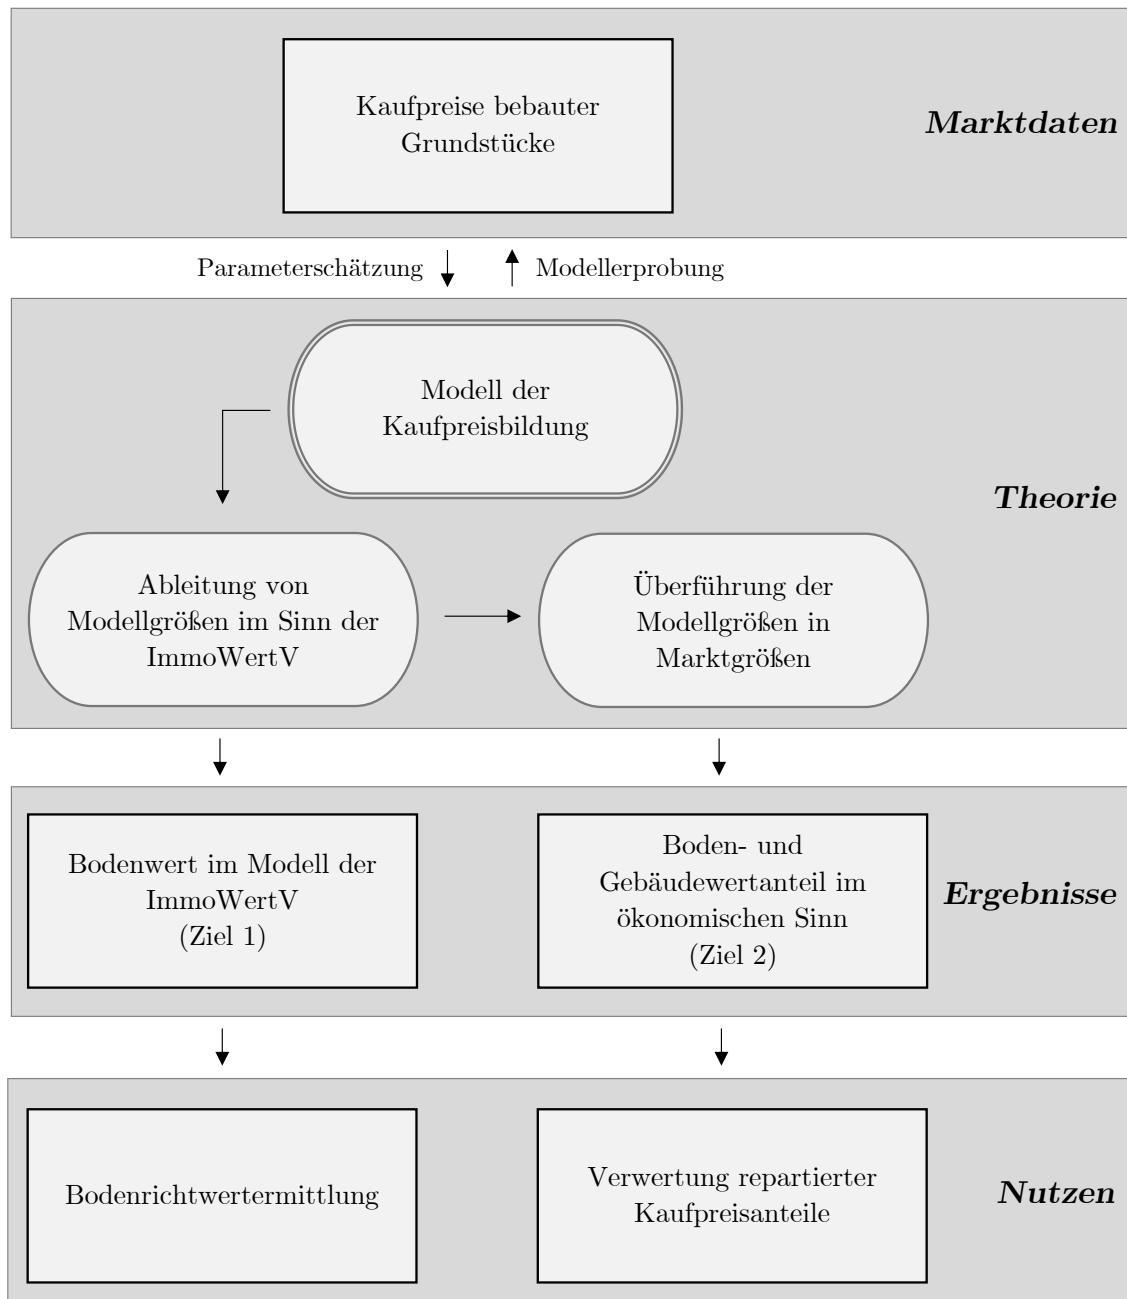 Kaufpreise bebauter
Grundstücke
Marktdaten
Parameterschätzung
Modellerprobung
Modell der
Kaufpreisbildung
Theorie
Ableitung von
Modellgrößen im Sinn der
ImmoWertV
Überführung der
Modellgrößen in
Marktgrößen
Bodenwert im Modell der
ImmoWertV
(Ziel 1)
Boden- und
Gebäudewertanteil im
ökonomischen Sinn
(Ziel 2)
Ergebnisse
Bodenrichtwertermittlung
Verwertung repartierter
Kaufpreisanteile
Nutzen